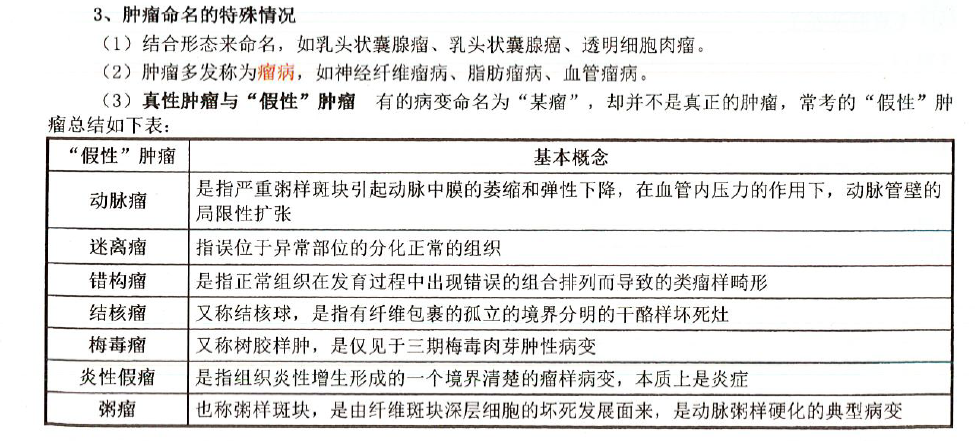 3、肿瘤命名的特殊情况
（1）结合形态来命名，如乳头状囊腺瘤、乳头状囊腺癌、透明细胞肉瘤。
（2）肿瘤多发称为瘤病，如神经纤维瘤病、脂肪瘤病、血管瘤病。
（3）真性肿瘤与“假性”肿瘤 有的病变命名为“某瘤”，却并不是真正的肿瘤，常考的“假性”肿
瘤总结如下表：
“假性”肿瘤 基本概念
动脉瘤 是指严重粥样斑块引起动脉中膜的萎缩和弹性下降，在血管内压力的作用下，动脉管壁的
局限性扩张
迷离瘤 指误位于异常部位的分化正常的组织
错构瘤 是指正常组织在发育过程中出现错误的组合排列而导致的类瘤样畸形
结核瘤 又称结核球，是指有纤维包裹的孤立的境界分明的干酪样坏死灶
梅毒瘤 又称树胶样肿，是仅见于三期梅毒肉芽肿性病变
炎性假瘤 是指组织炎性增生形成的一个境界清楚的瘤样病变，本质上是炎症
粥瘤 也称粥样斑块，是由纤维斑块深层细胞的坏死发展面来，是动脉粥样硬化的典型病变